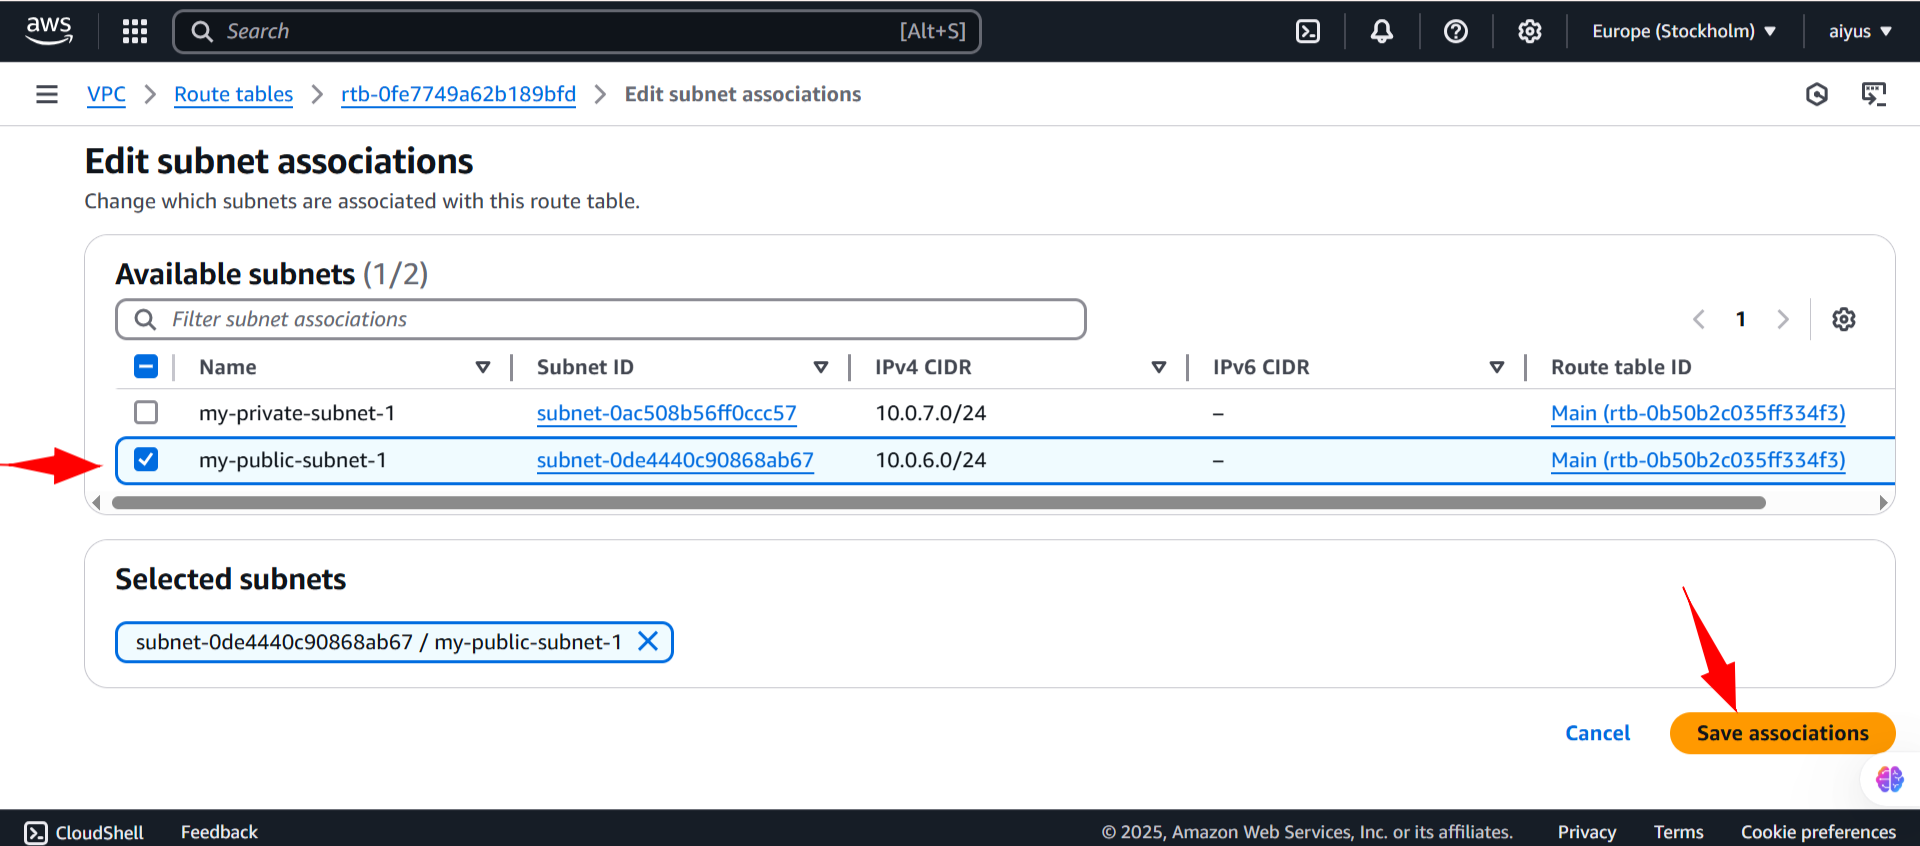 aws Search [Alt+S] Europe (Stockholm) aiyus
VPC Route tables rtb-0fe7749a62b189bfd Edit subnet associations
Edit subnet associations
Change which subnets are associated with this route table.
Available subnets (1/2)
Filter subnet associations 1
Name Subnet ID IPv4 CIDR IPv6 CIDR Route table ID
my-private-subnet-1 subnet-0ac508b56ff0ccc57 10.0.7.0/24 – Main (rtb-0b50b2c035ff334f3)
my-public-subnet-1 subnet-0de4440c90868ab67 10.0.6.0/24 – Main (rtb-0b50b2c035ff334f3)
Selected subnets
subnet-0de4440c90868ab67 / my-public-subnet-1
Cancel Save associations
CloudShell Feedback © 2025, Amazon Web Services, Inc. or its affiliates. Privacy Terms Cookie preferences